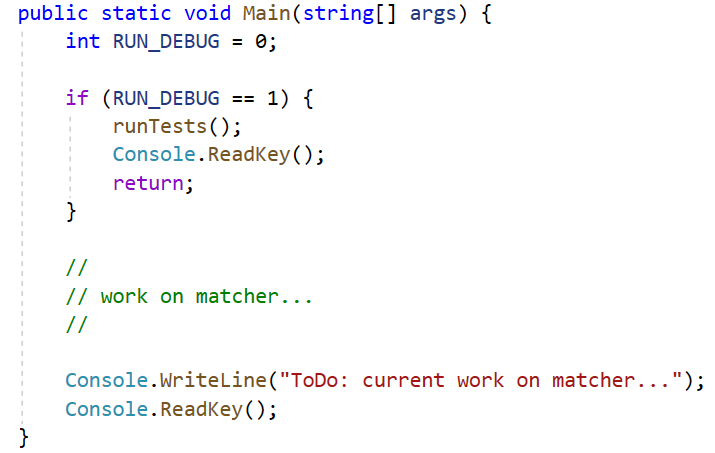 public static void Main(string[] args) {
    int RUN_DEBUG = 0;

    if (RUN_DEBUG == 1) {
        runTests();
        Console.ReadKey();
        return;
    }

    //
    // work on matcher...
    //

    Console.WriteLine("ToDo: current work on matcher...");
    Console.ReadKey();
}